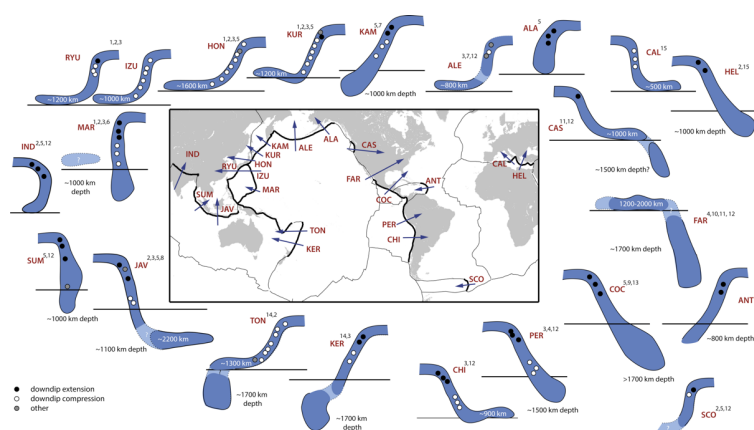 RYU 1,2,3
~1200 km
IZU
~1000 km
HON 1,2,3,5
~1600 km
KUR 1,2,3,5
~1200 km
KAM 5,7
~1000 km depth
ALE 3,7,12
~800 km
ALA 5
CAL 15
~500 km
HEL 2,15
~1000 km depth
MAR 1,2,3,6
?
~1000 km
depth
IND 2,5,12
CAS 11,12
~1000 km
~1500 km depth?
IND
SUM
JAV
RYU
KAM
KUR
HON
IZU
MAR
ALE
ALA
TON
KER
CAS
FAR
COC
ANT
PER
CHI
SCO
CAL
HEL
1200-2000 km
FAR 4,10,11, 12
~1700 km depth
SUM 5,12
~1000 km depth
JAV 2,3,5,8
~2200 km
~1100 km depth
TON 14,2
~1300 km
?
~1700 km
depth
KER 14,3
~1700 km
depth
CHI 3,12
~900 km
PER 3,4,12
~1500 km depth
COC 5,9,13
>1700 km depth
ANT
~800 km depth
SCO 2,5,12
downdip extension
downdip compression
other